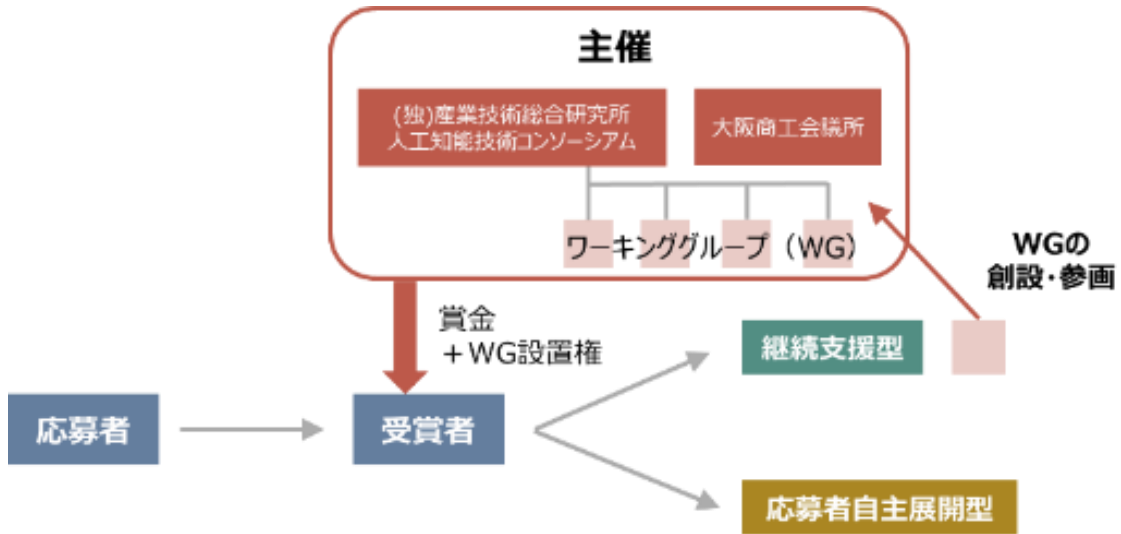 主催
(独)産業技術総合研究所
人工知能技術コンソーシアム
大阪商工会議所
ワーキンググループ（WG）
WGの
創設・参画
賞金
＋WG設置権
継続支援型
応募者
受賞者
応募者自主展開型